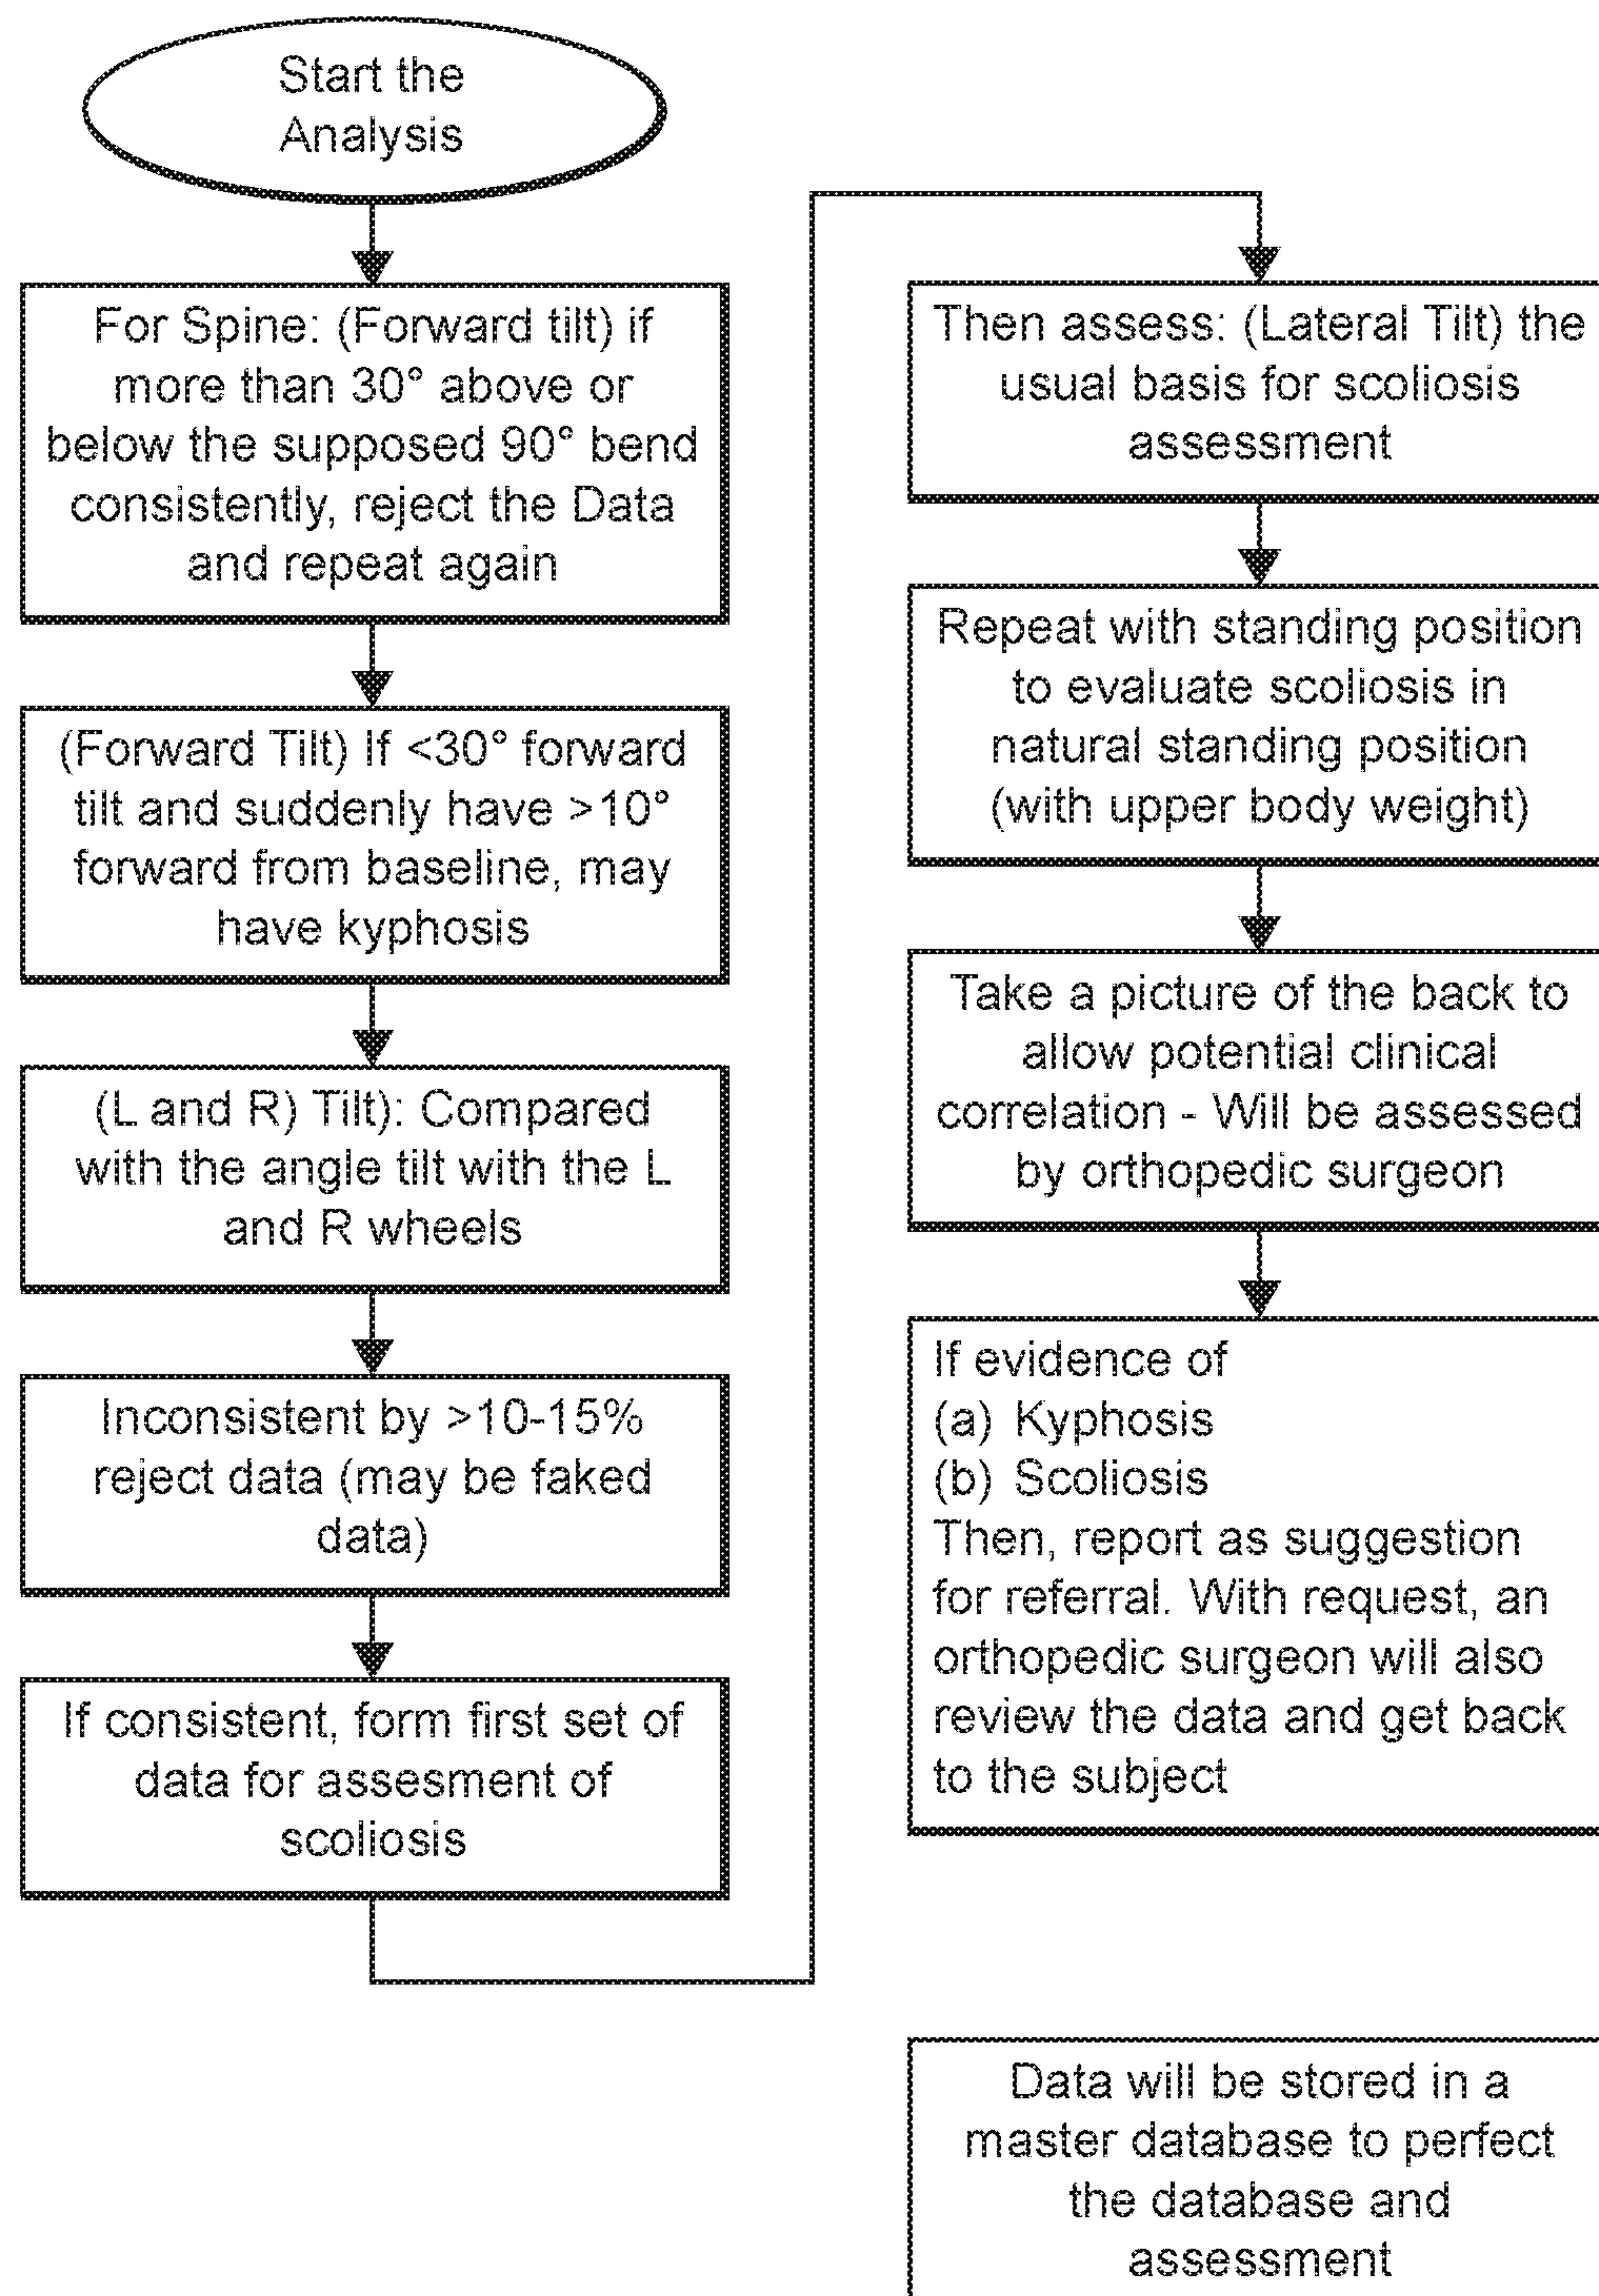 Start the
Analysis
For Spine: (Forward tilt) if
more than 30° above or
below the supposed 90° bend
consistently, reject the Data
and repeat again
(Forward Tilt) If <30° forward
tilt and suddenly have >10°
forward from baseline, may
have kyphosis
(L and R) Tilt): Compared
with the angle tilt with the L
and R wheels
Inconsistent by >10-15%
reject data (may be faked
data)
If consistent, form first set of
data for assesment of
scoliosis
Then assess: (Lateral Tilt) the
usual basis for scoliosis
assessment
Repeat with standing position
to evaluate scoliosis in
natural standing position
(with upper body weight)
Take a picture of the back to
allow potential clinical
correlation - Will be assessed
by orthopedic surgeon
If evidence of
(a) Kyphosis
(b) Scoliosis
Then, report as suggestion
for referral. With request, an
orthopedic surgeon will also
review the data and get back
to the subject
Data will be stored in a
master database to perfect
the database and
assessment